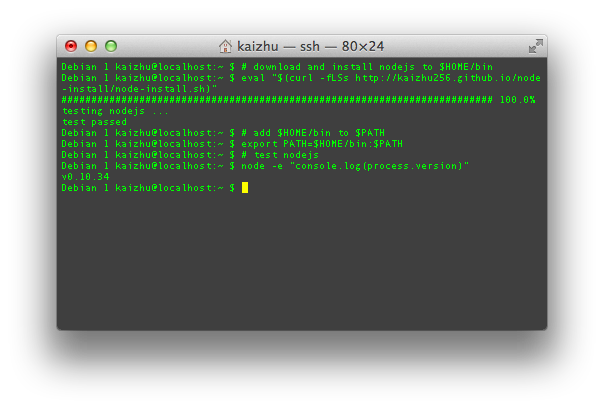 kaizhu — ssh — 80×24
Debian 1 kaizhu@localhost:~ $ # download and install nodejs to $HOME/bin
Debian 1 kaizhu@localhost:~ $ eval "$(curl -fLSs http://kaizhu256.github.io/node
-install/node-install.sh)"
######################################################################## 100.0%
testing nodejs ...
test passed
Debian 1 kaizhu@localhost:~ $ # add $HOME/bin to $PATH
Debian 1 kaizhu@localhost:~ $ export PATH=$HOME/bin:$PATH
Debian 1 kaizhu@localhost:~ $ # test nodejs
Debian 1 kaizhu@localhost:~ $ node -e "console.log(process.version)"
v0.10.34
Debian 1 kaizhu@localhost:~ $